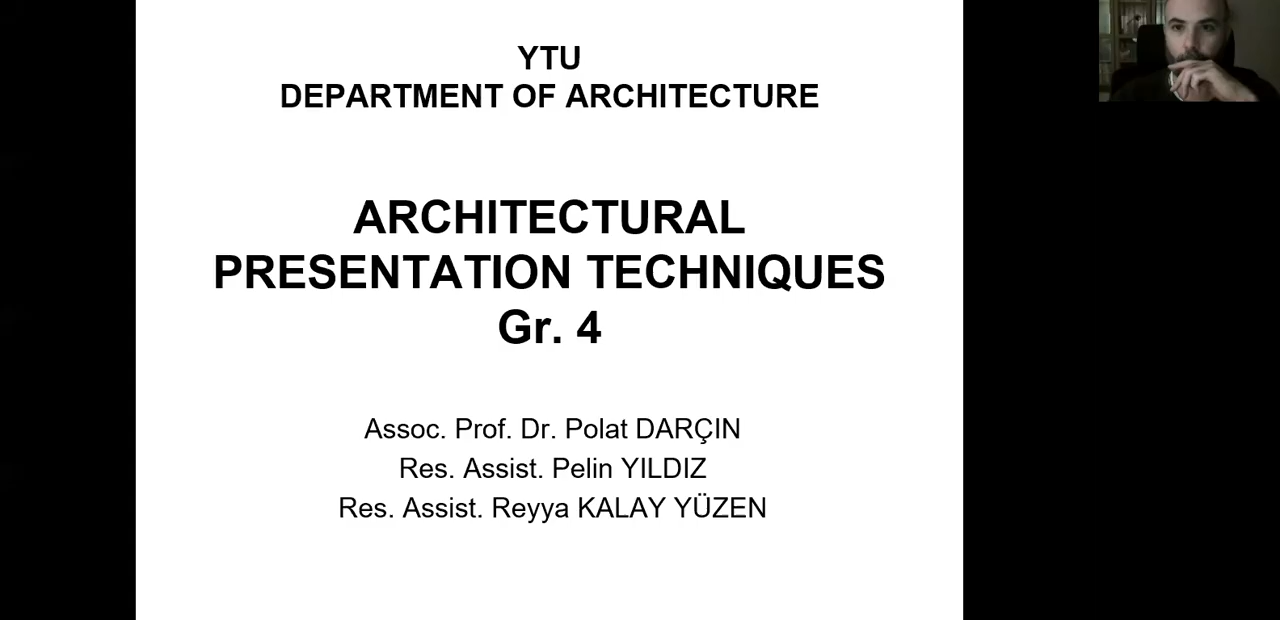 YTU
DEPARTMENT OF ARCHITECTURE
ARCHITECTURAL
PRESENTATION TECHNIQUES
Gr. 4
Assoc. Prof. Dr. Polat DARÇIN
Res. Assist. Pelin YILDIZ
Res. Assist. Reyya KALAY YÜZEN